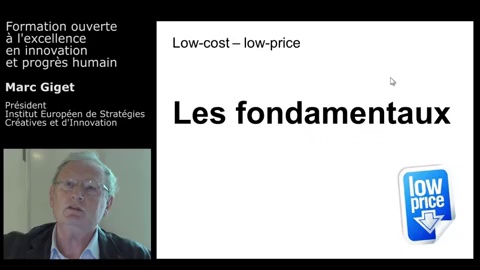 Formation ouverte
à l'excellence
en innovation
et progrès humain
Marc Giget
Président
Institut Européen de Stratégies
Créatives et d'Innovation
Low-cost – low-price
Les fondamentaux
low
price